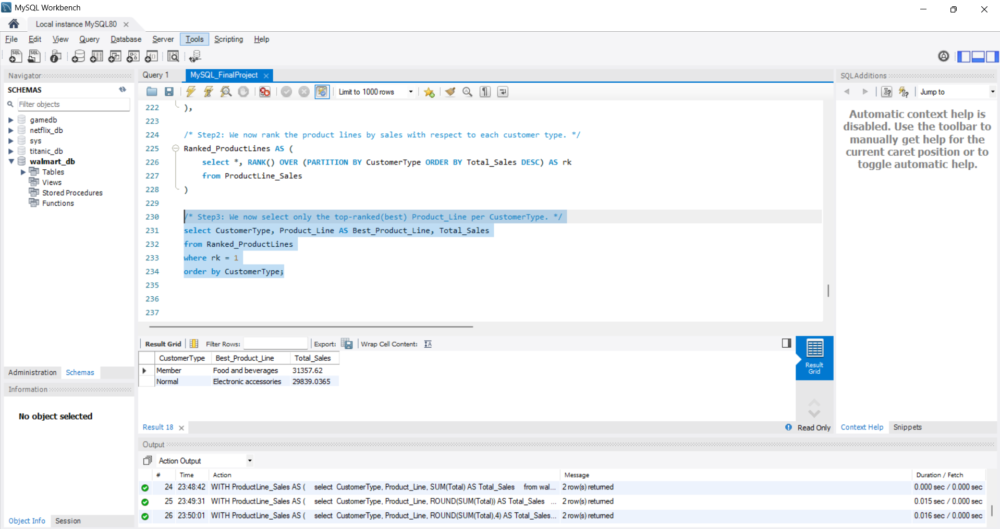 MySQL Workbench
Local instance MySQL80
File Edit View Query Database Server Tools Scripting Help
Navigator
SCHEMAS
Filter objects
gamedb
netflix_db
sys
titanic_db
walmart_db
Tables
Views
Stored Procedures
Functions
Administration Schemas
Information
No object selected
Object Info Session
Query 1 MySQL_FinalProject
Limit to 1000 rows
222 ),
223
224 /* Step2: We now rank the product lines by sales with respect to each customer type. */
225 Ranked_ProductLines AS (
226 select *, RANK() OVER (PARTITION BY CustomerType ORDER BY Total_Sales DESC) AS rk
227 from ProductLine_Sales
228 )
229
230 /* Step3: We now select only the top-ranked(best) Product_Line per CustomerType. */
231 select CustomerType, Product_Line AS Best_Product_Line, Total_Sales
232 from Ranked_ProductLines
233 where rk = 1
234 order by CustomerType;
235
236
237
Result Grid Filter Rows: Export: Wrap Cell Content:
CustomerType Best_Product_Line Total_Sales
Member Food and beverages 31357.62
Normal Electronic accessories 29839.0365
Result Grid
Result 18 Read Only
SQLAdditions
Jump to
Automatic context help is
disabled. Use the toolbar to
manually get help for the
current caret position or to
toggle automatic help.
Context Help Snippets
Output
Action Output
# Time Action Message Duration / Fetch
24 23:48:42 WITH ProductLine_Sales AS ( select CustomerType, Product_Line, SUM(Total) AS Total_Sales from wal... 2 row(s) returned 0.000 sec / 0.000 sec
25 23:49:31 WITH ProductLine_Sales AS ( select CustomerType, Product_Line, ROUND(SUM(Total)) AS Total_Sales ... 2 row(s) returned 0.015 sec / 0.000 sec
26 23:50:01 WITH ProductLine_Sales AS ( select CustomerType, Product_Line, ROUND(SUM(Total),4) AS Total_Sales... 2 row(s) returned 0.016 sec / 0.000 sec